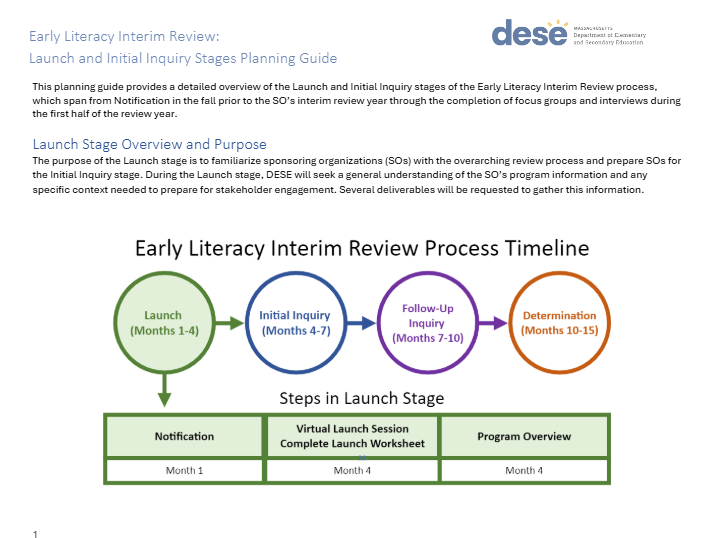 Early Literacy Interim Review:
Launch and Initial Inquiry Stages Planning Guide
dese
MASSACHUSETTS
Department of Elementary
and Secondary Education
This planning guide provides a detailed overview of the Launch and Initial Inquiry stages of the Early Literacy Interim Review process,
which span from Notification in the fall prior to the SO's interim review year through the completion of focus groups and interviews during
the first half of the review year.
Launch Stage Overview and Purpose
The purpose of the Launch stage is to familiarize sponsoring organizations (SOs) with the overarching review process and prepare SOs for
the Initial Inquiry stage. During the Launch stage, DESE will seek a general understanding of the SO's program information and any
specific context needed to prepare for stakeholder engagement. Several deliverables will be requested to gather this information.
Early Literacy Interim Review Process Timeline
Launch
(Months 1-4)
Initial Inquiry
(Months 4-7)
Follow-Up
Inquiry
(Months 7-10)
Determination
(Months 10-15)
Steps in Launch Stage
Notification
Virtual Launch Session
Complete Launch Worksheet
Program Overview
Month 1
Month 4
Month 4
1